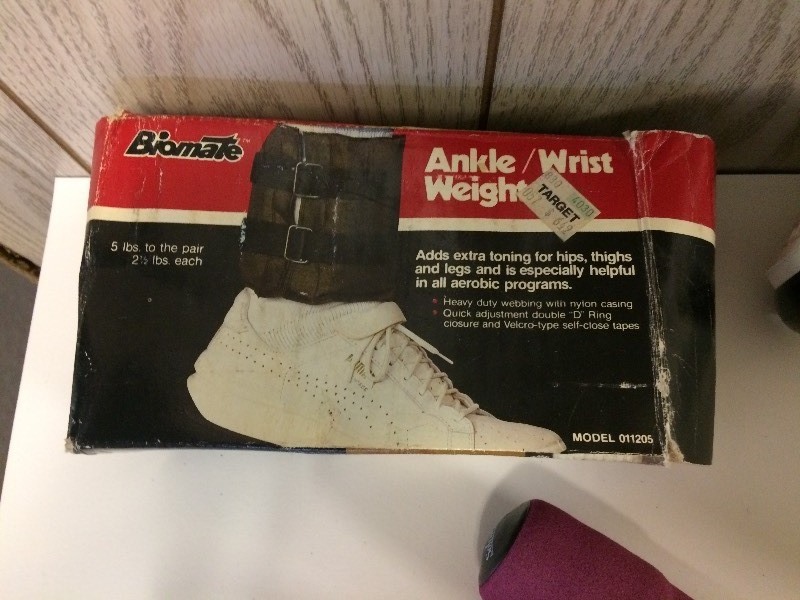 Biomate™
Ankle/Wrist
Weigh
TARGET
5 lbs. to the pair
2½ lbs. each
Adds extra toning for hips, thighs
and legs and is especially helpful
in all aerobic programs.
• Heavy duty webbing with nylon casing
• Quick adjustment double "D" Ring
closure and Velcro-type self-close tapes
MODEL 011205